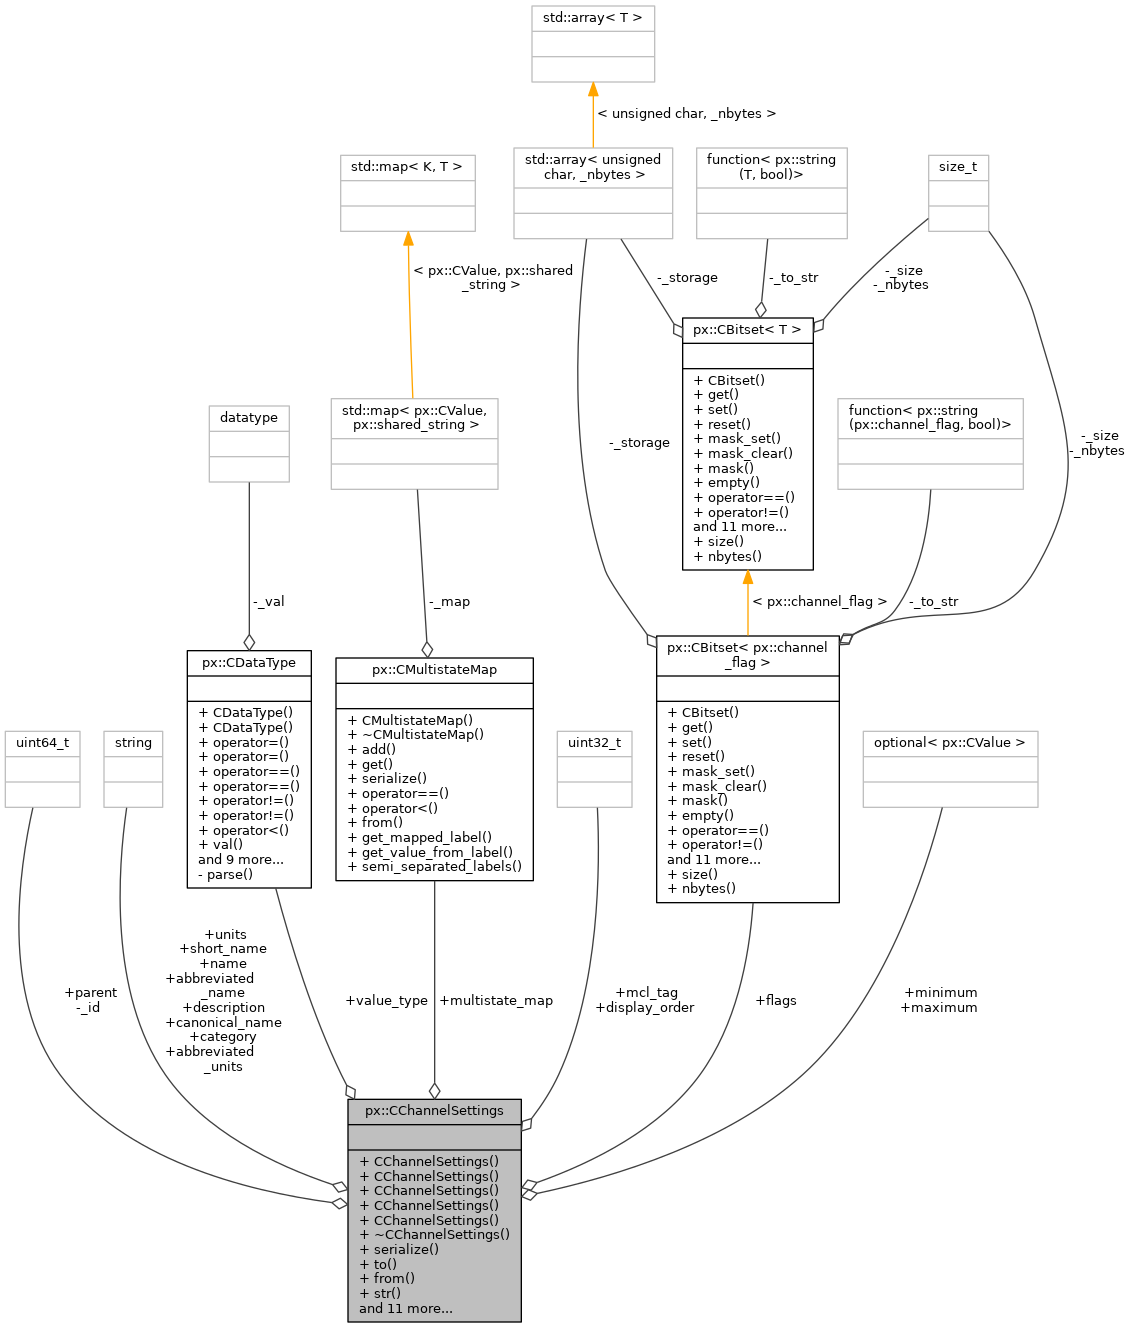 std::array< T >
< unsigned char, _nbytes >
std::map< K, T >
std::array< unsigned
char, _nbytes >
function< px::string
(T, bool)>
size_t
< px::CValue, px::shared
_string >
-_storage
-_to_str
-_size
-_nbytes
px::CBitset< T >
+ CBitset()
+ get()
+ set()
+ reset()
+ mask_set()
+ mask_clear()
+ mask()
+ empty()
+ operator==()
+ operator!=()
and 11 more...
+ size()
+ nbytes()
datatype
std::map< px::CValue,
px::shared_string >
-_storage
function< px::string
(px::channel_flag, bool)>
-_size
-_nbytes
-_val
-_map
< px::channel_flag >
-_to_str
px::CDataType
+ CDataType()
+ CDataType()
+ operator=()
+ operator=()
+ operator==()
+ operator==()
+ operator!=()
+ operator!=()
+ operator<()
+ val()
and 9 more...
- parse()
px::CMultistateMap
+ CMultistateMap()
+ ~CMultistateMap()
+ add()
+ get()
+ serialize()
+ operator==()
+ operator<()
+ from()
+ get_mapped_label()
+ get_value_from_label()
+ semi_separated_labels()
px::CBitset< px::channel
_flag >
+ CBitset()
+ get()
+ set()
+ reset()
+ mask_set()
+ mask_clear()
+ mask()
+ empty()
+ operator==()
+ operator!=()
and 11 more...
+ size()
+ nbytes()
uint64_t
string
uint32_t
optional< px::CValue >
+parent
-_id
+units
+short_name
+name
+abbreviated
_name
+description
+canonical_name
+category
+abbreviated
_units
+value_type
+multistate_map
+mcl_tag
+display_order
+flags
+minimum
+maximum
px::CChannelSettings
+ CChannelSettings()
+ CChannelSettings()
+ CChannelSettings()
+ CChannelSettings()
+ CChannelSettings()
+ ~CChannelSettings()
+ serialize()
+ to()
+ from()
+ str()
and 11 more...